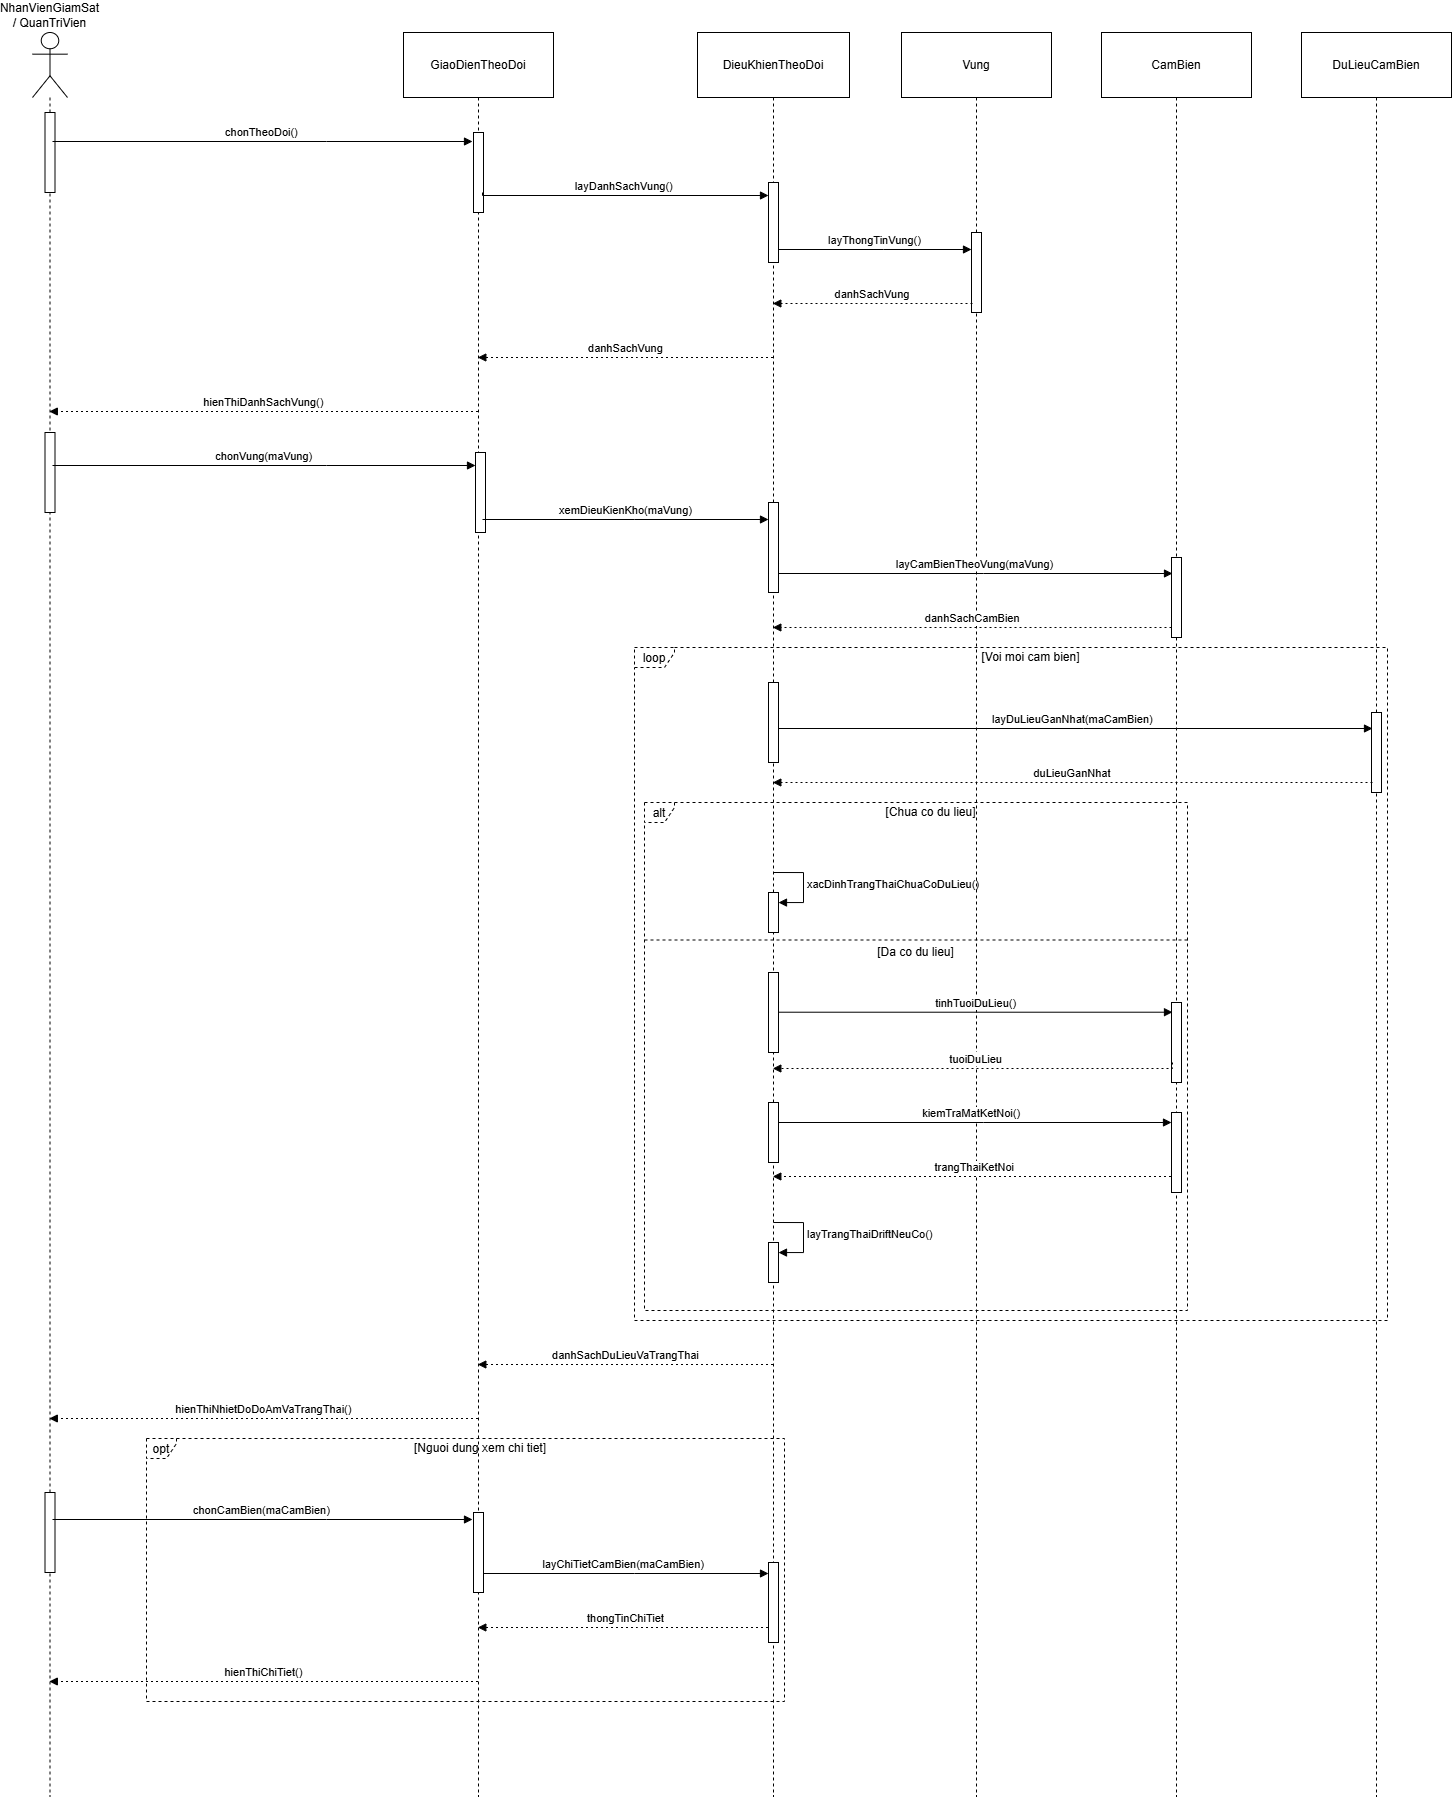 NhanVienGiamSat
/ QuanTriVien
GiaoDienTheoDoi
DieuKhienTheoDoi
Vung
CamBien
DuLieuCamBien
chonTheoDoi()
layDanhSachVung()
layThongTinVung()
danhSachVung
danhSachVung
hienThiDanhSachVung()
chonVung(maVung)
xemDieuKienKho(maVung)
layCamBienTheoVung(maVung)
danhSachCamBien
loop
[Voi moi cam bien]
layDuLieuGanNhat(maCamBien)
duLieuGanNhat
alt
[Chua co du lieu]
xacDinhTrangThaiChuaCoDuLieu()
[Da co du lieu]
tinhTuoiDuLieu()
tuoiDuLieu
kiemTraMatKetNoi()
trangThaiKetNoi
layTrangThaiDriftNeuCo()
danhSachDuLieuVaTrangThai
hienThiNhietDoDoAmVaTrangThai()
opt
[Nguoi dung xem chi tiet]
chonCamBien(maCamBien)
layChiTietCamBien(maCamBien)
thongTinChiTiet
hienThiChiTiet()